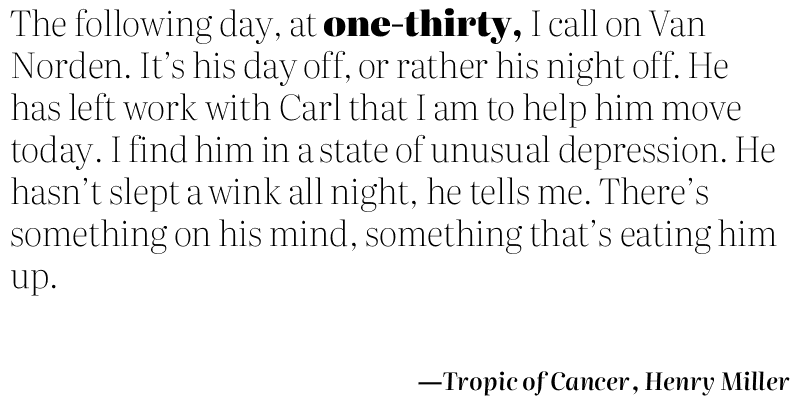 The following day, at one-thirty, I call on Van
Norden. It’s his day off, or rather his night off. He
has left work with Carl that I am to help him move
today. I find him in a state of unusual depression. He
hasn’t slept a wink all night, he tells me. There’s
something on his mind, something that’s eating him
up.
—Tropic of Cancer, Henry Miller